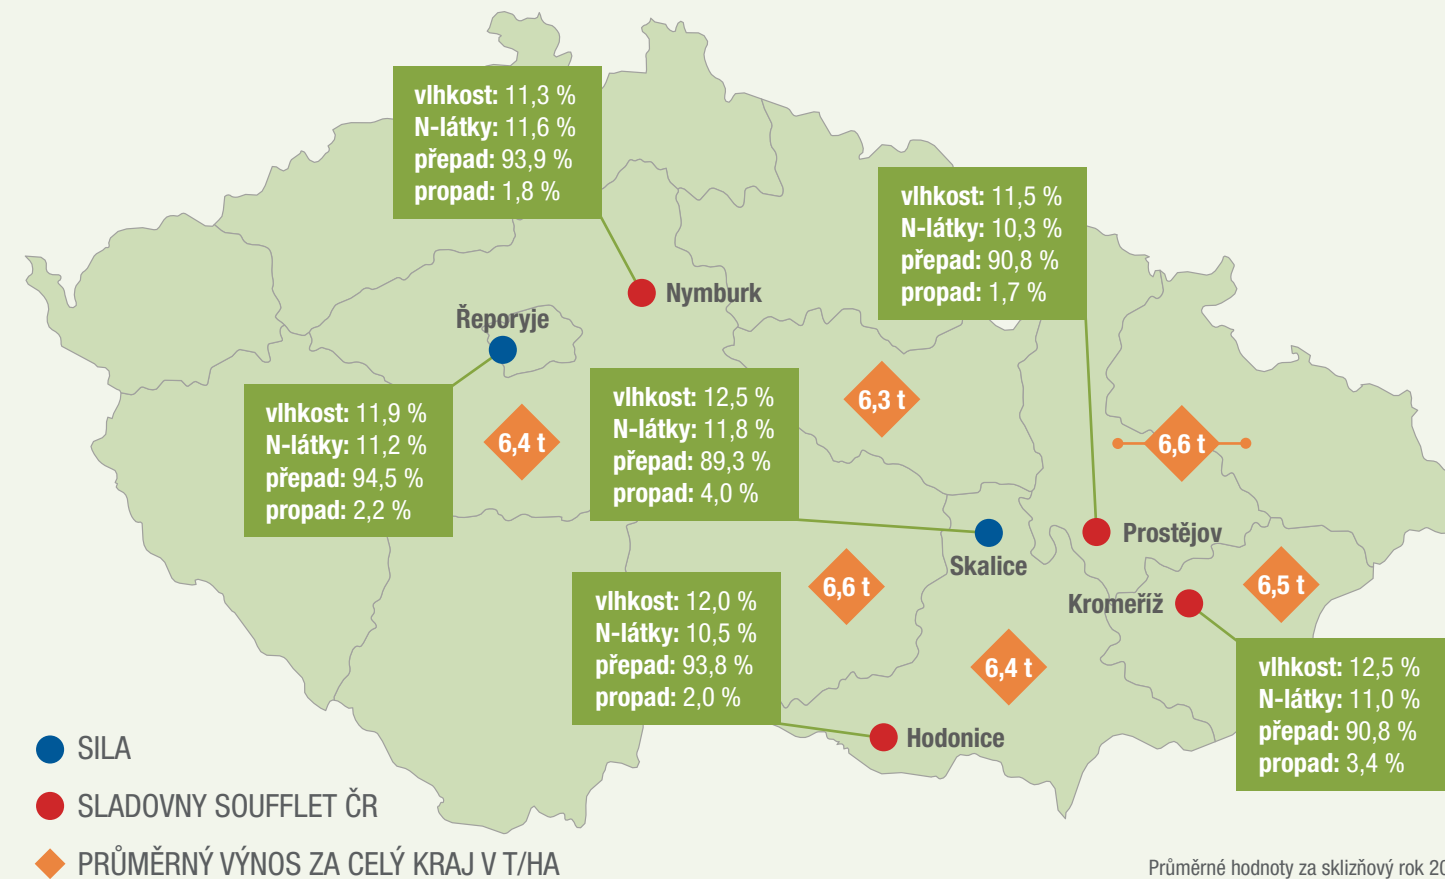 vlhkost: 11,3 %
N-látky: 11,6 %
přepad: 93,9 %
propad: 1,8 %
vlhkost: 11,5 %
N-látky: 10,3 %
přepad: 90,8 %
propad: 1,7 %
Nymburk
Řeporyje
vlhkost: 11,9 %
N-látky: 11,2 %
přepad: 94,5 %
propad: 2,2 %
6,4 t
vlhkost: 12,5 %
N-látky: 11,8 %
přepad: 89,3 %
propad: 4,0 %
6,3 t
6,6 t
Prostějov
Skalice
6,6 t
6,5 t
Kromeříž
vlhkost: 12,0 %
N-látky: 10,5 %
přepad: 93,8 %
propad: 2,0 %
6,4 t
vlhkost: 12,5 %
N-látky: 11,0 %
přepad: 90,8 %
propad: 3,4 %
Hodonice
SILA
SLADOVNY SOUFFLET ČR
PRŮMĚRNÝ VÝNOS ZA CELÝ KRAJ V T/HA
Průměrné hodnoty za sklizňový rok 20